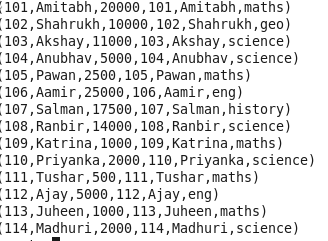 (101,Amitabh,20000,101,Amitabh,maths)
(102,Shahrukh,10000,102,Shahrukh,geo)
(103,Akshay,11000,103,Akshay,science)
(104,Anubhav,5000,104,Anubhav,science)
(105,Pawan,2500,105,Pawan,maths)
(106,Aamir,25000,106,Aamir,eng)
(107,Salman,17500,107,Salman,history)
(108,Ranbir,14000,108,Ranbir,science)
(109,Katrina,1000,109,Katrina,maths)
(110,Priyanka,2000,110,Priyanka,science)
(111,Tushar,500,111,Tushar,maths)
(112,Ajay,5000,112,Ajay,eng)
(113,Juheen,1000,113,Juheen,maths)
(114,Madhuri,2000,114,Madhuri,science)